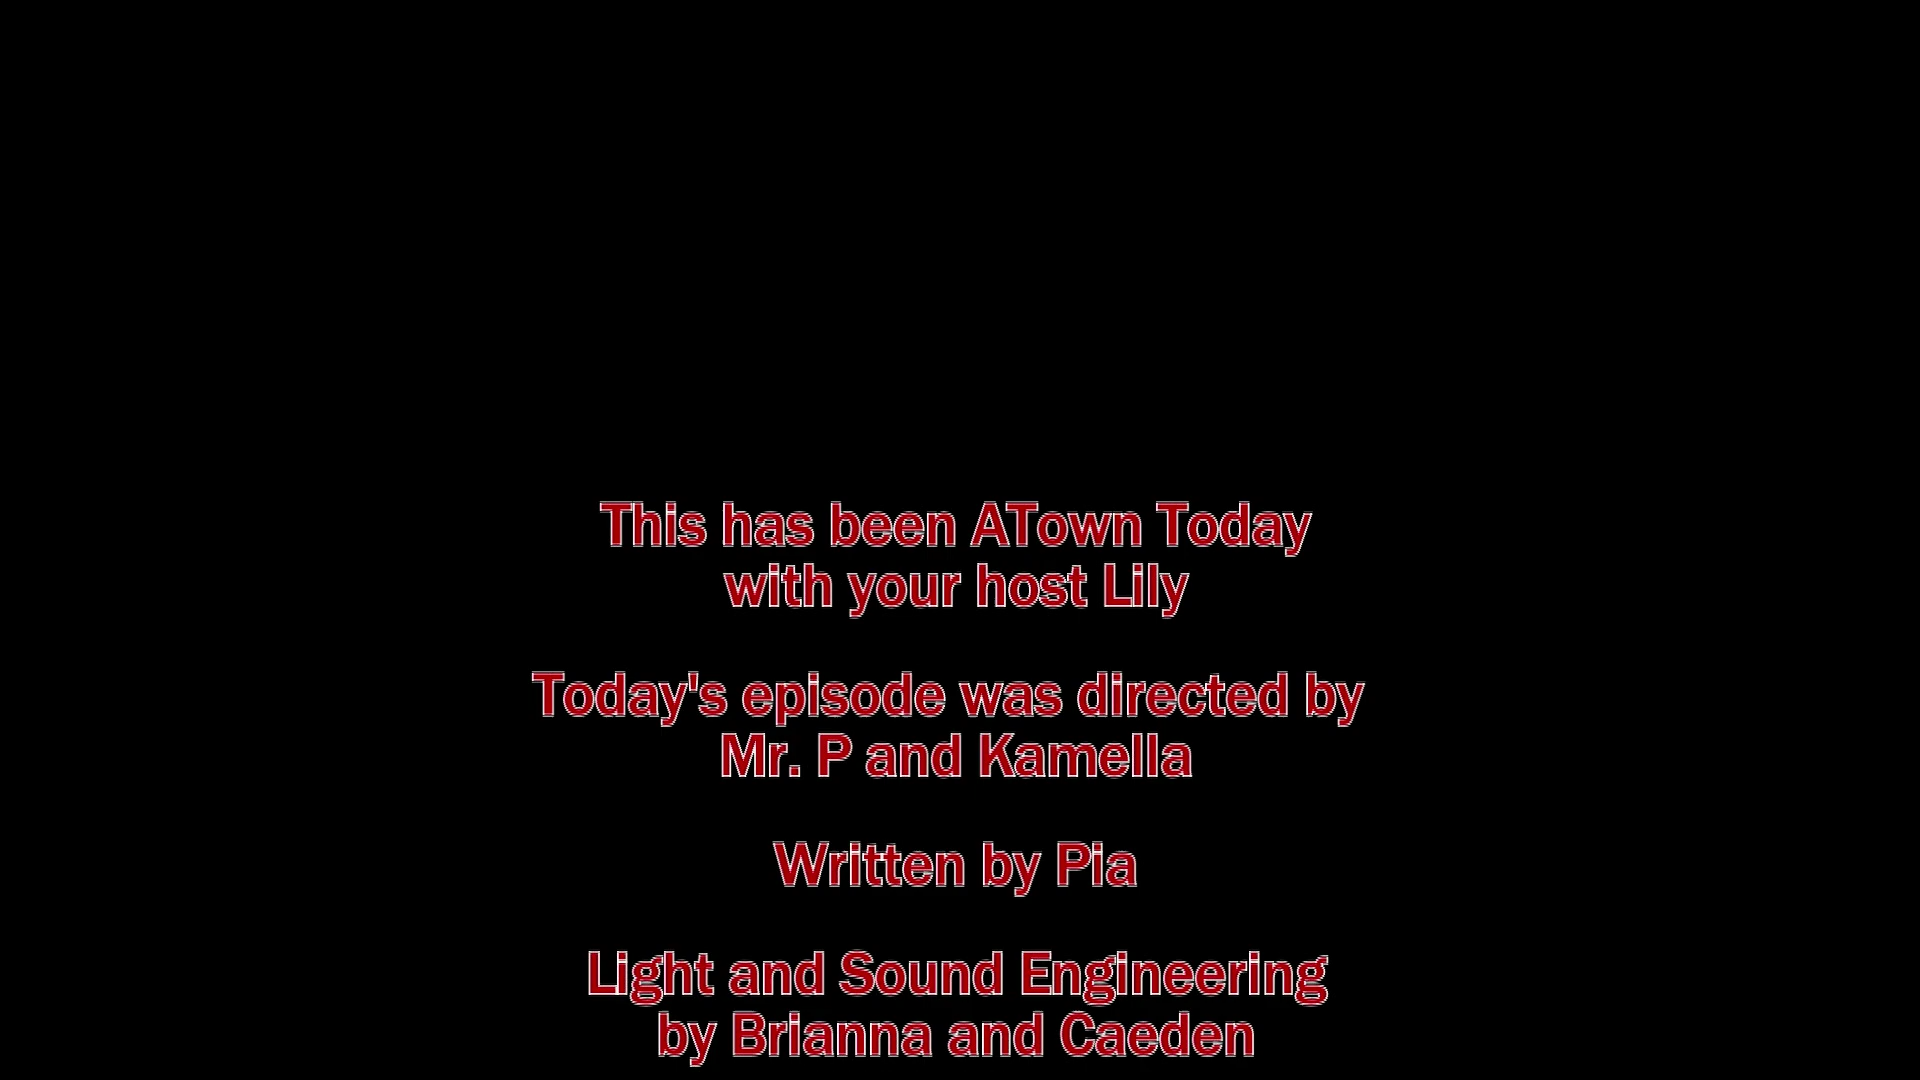 This has been ATown Today
with your host Lily
Today's episode was directed by
Mr. P and Kamella
Written by Pia
Light and Sound Engineering
by Brianna and Caeden